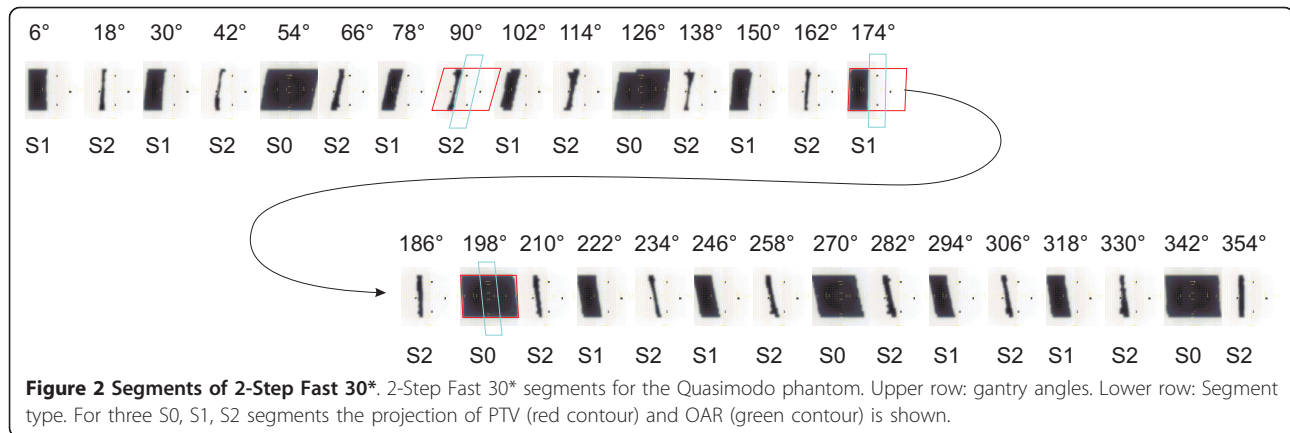 6° 18° 30° 42° 54° 66° 78° 90° 102° 114° 126° 138° 150° 162° 174°
S1 S2 S1 S2 S0 S2 S1 S2 S1 S2 S0 S2 S1 S2 S1
186° 198° 210° 222° 234° 246° 258° 270° 282° 294° 306° 318° 330° 342° 354°
S2 S0 S2 S1 S2 S1 S2 S0 S2 S1 S2 S1 S2 S0 S2
Figure 2 Segments of 2-Step Fast 30*. 2-Step Fast 30* segments for the Quasimodo phantom. Upper row: gantry angles. Lower row: Segment
type. For three S0, S1, S2 segments the projection of PTV (red contour) and OAR (green contour) is shown.